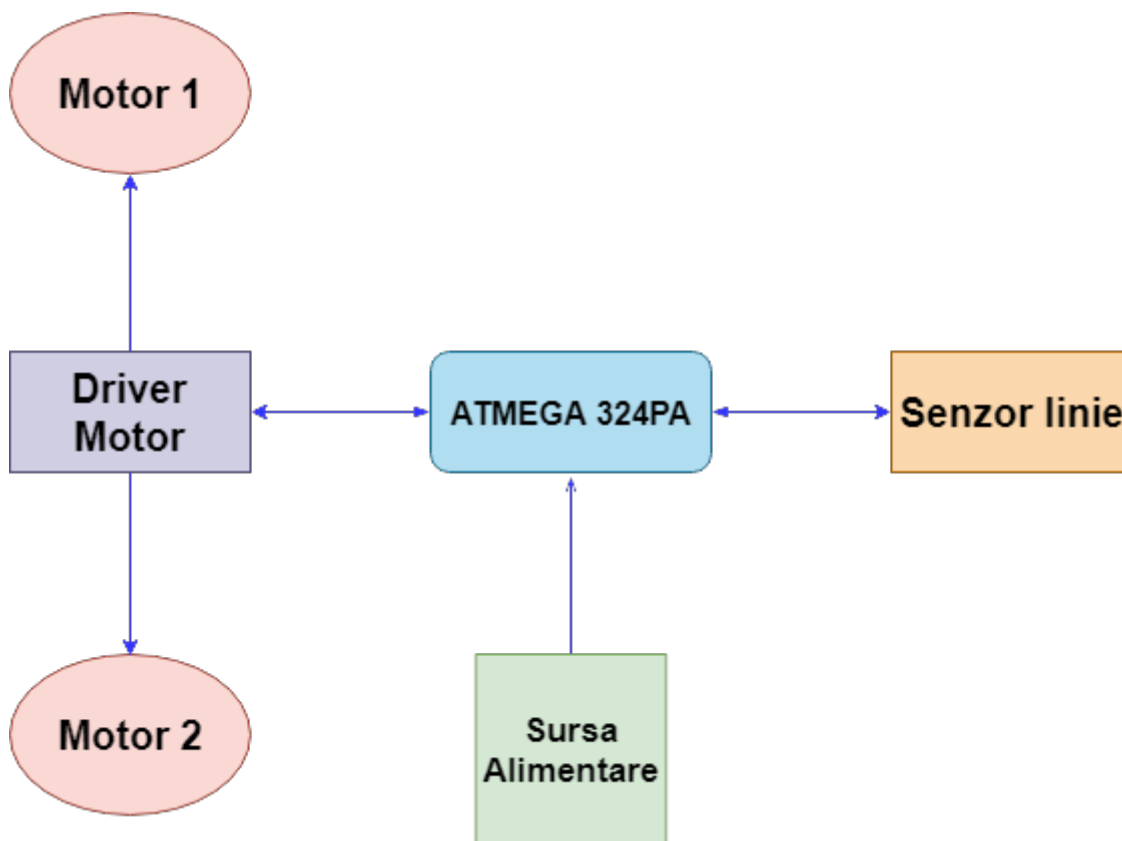 Motor 1
Driver
Motor
ATMEGA 324PA
Senzor linie
Motor 2
Sursa
Alimentare